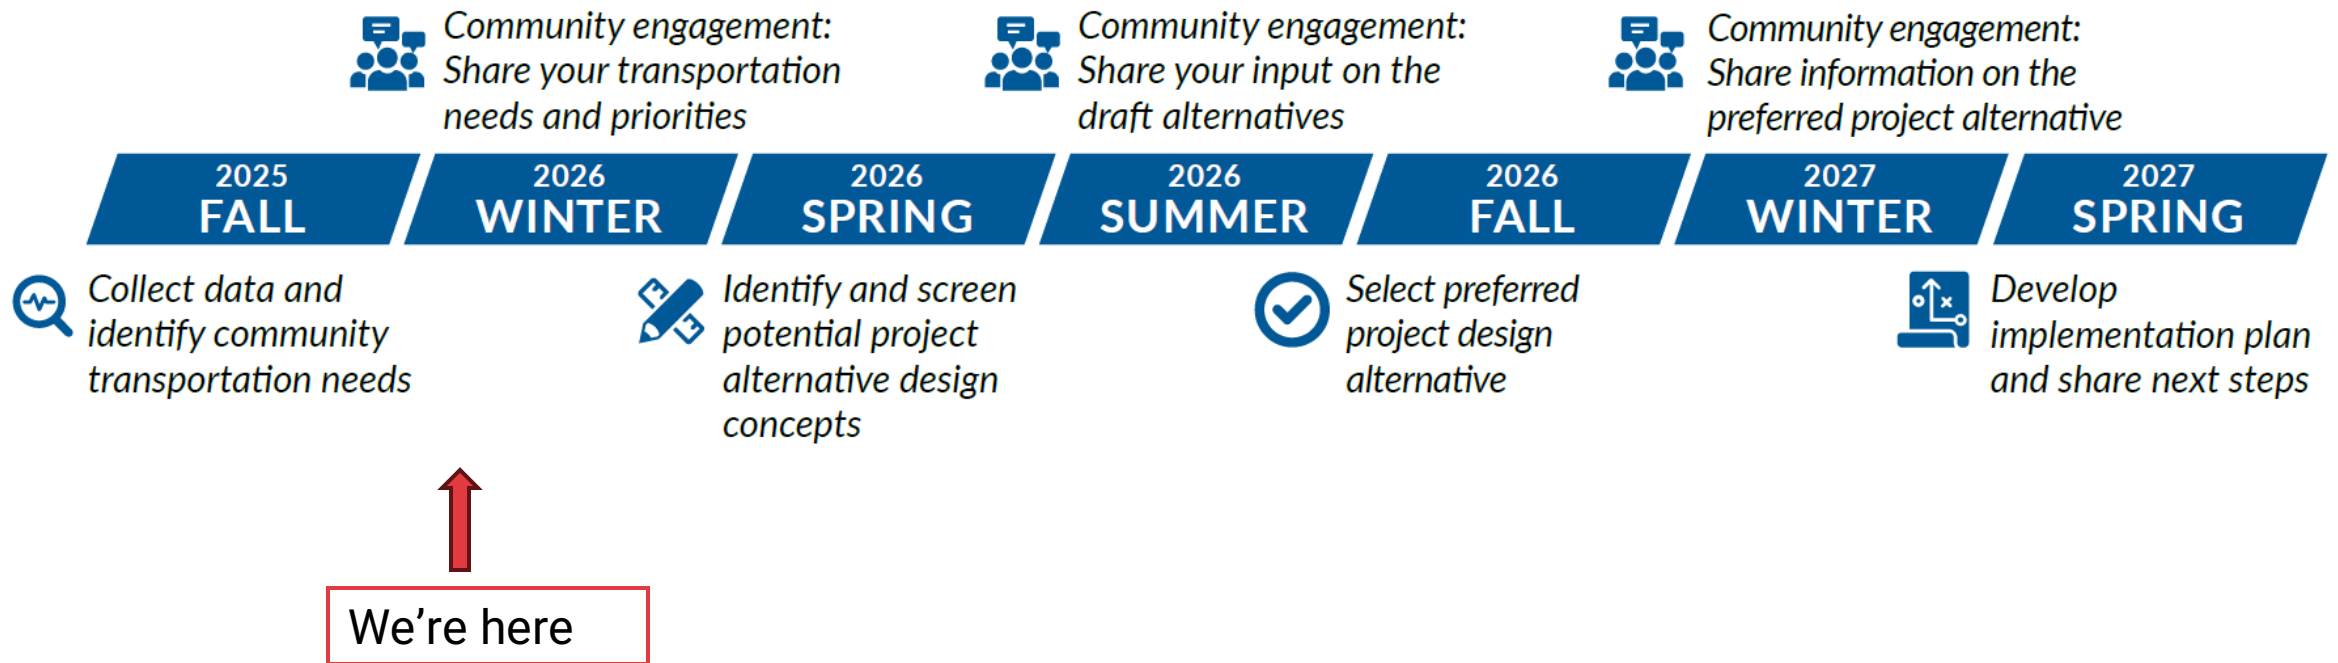 Community engagement:
Share your transportation
needs and priorities
Community engagement:
Share your input on the
draft alternatives
Community engagement:
Share information on the
preferred project alternative
2025
FALL
2026
WINTER
2026
SPRING
2026
SUMMER
2026
FALL
2027
WINTER
2027
SPRING
Collect data and
identify community
transportation needs
Identify and screen
potential project
alternative design
concepts
Select preferred
project design
alternative
Develop
implementation plan
and share next steps
We’re here